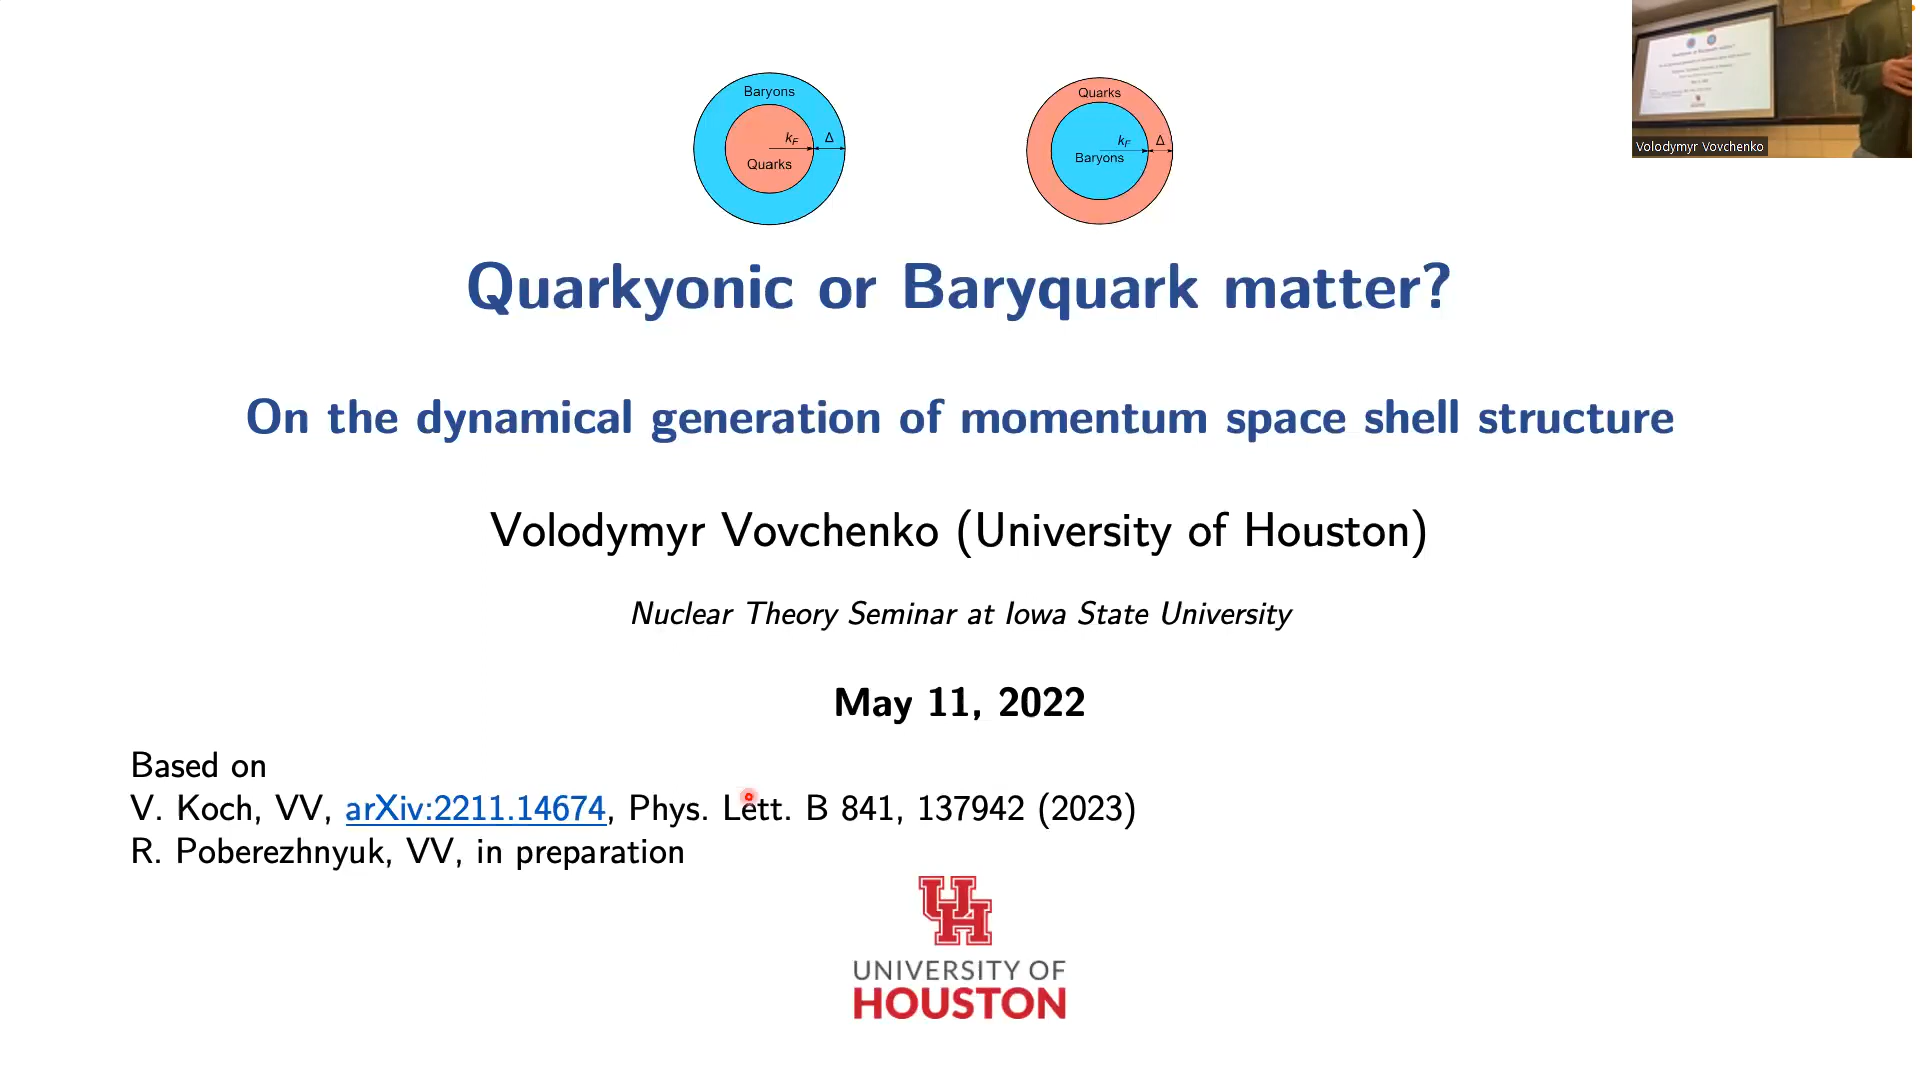 Baryons
k_F
Δ
Quarks
Quarks
k_F
Δ
Baryons
Volodymyr Vovchenko
Quarkyonic or Baryquark matter?
On the dynamical generation of momentum space shell structure
Volodymyr Vovchenko (University of Houston)
Nuclear Theory Seminar at Iowa State University
May 11, 2022
Based on
V. Koch, VV, arXiv:2211.14674, Phys. Lett. B 841, 137942 (2023)
R. Poberezhnyuk, VV, in preparation
UH
UNIVERSITY OF
HOUSTON